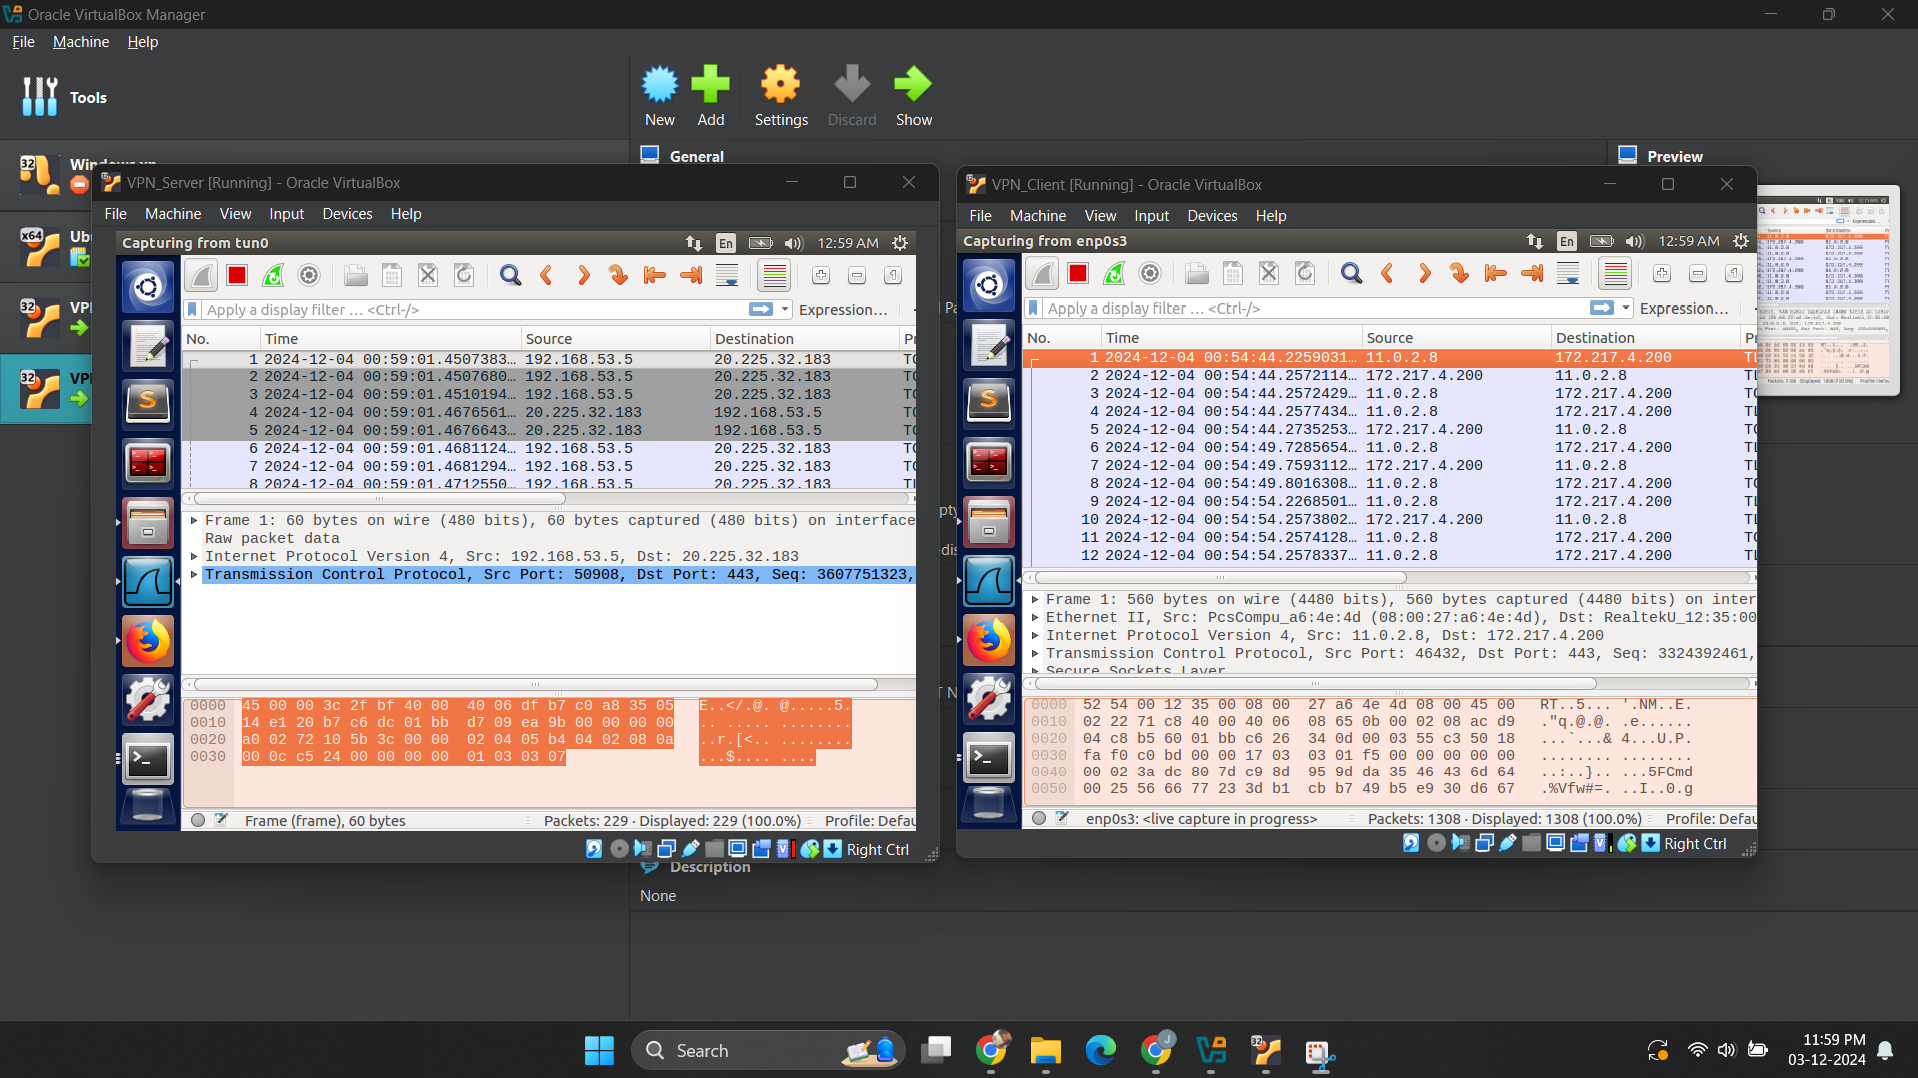 Oracle VirtualBox Manager
File Machine Help
Tools
New Add Settings Discard Show
General
Preview
32
VPN_Server [Running] - Oracle VirtualBox
File Machine View Input Devices Help
Capturing from tun0
En 12:59 AM
Apply a display filter … <Ctrl-/>
Expression…
No. Time Source Destination
1 2024-12-04 00:59:01.4507383… 192.168.53.5 20.225.32.183
2 2024-12-04 00:59:01.4507680… 192.168.53.5 20.225.32.183
3 2024-12-04 00:59:01.4510194… 192.168.53.5 20.225.32.183
4 2024-12-04 00:59:01.4676561… 20.225.32.183 192.168.53.5
5 2024-12-04 00:59:01.4676643… 20.225.32.183 192.168.53.5
6 2024-12-04 00:59:01.4681124… 192.168.53.5 20.225.32.183
7 2024-12-04 00:59:01.4681294… 192.168.53.5 20.225.32.183
8 2024-12-04 00:59:01.4712550… 192.168.53.5 20.225.32.183
Frame 1: 60 bytes on wire (480 bits), 60 bytes captured (480 bits) on interface
Raw packet data
Internet Protocol Version 4, Src: 192.168.53.5, Dst: 20.225.32.183
Transmission Control Protocol, Src Port: 50908, Dst Port: 443, Seq: 3607751323,
0000 45 00 00 3c 2f bf 40 00 40 06 df b7 c0 a8 35 05 E..</.@. @.....5.
0010 14 e1 20 b7 c6 dc 01 bb d7 09 ea 9b 00 00 00 00 .. ..... ........
0020 a0 02 72 10 5b 3c 00 00 02 04 05 b4 04 02 08 0a ..r.[<.. ........
0030 00 0c c5 24 00 00 00 00 01 03 03 07 ...$.... ....
Frame (frame), 60 bytes
Packets: 229 · Displayed: 229 (100.0%)
Profile: Defau
Right Ctrl
VPN_Client [Running] - Oracle VirtualBox
File Machine View Input Devices Help
Capturing from enp0s3
En 12:59 AM
Apply a display filter … <Ctrl-/>
Expression…
No. Time Source Destination
1 2024-12-04 00:54:44.2259031… 11.0.2.8 172.217.4.200
2 2024-12-04 00:54:44.2572114… 172.217.4.200 11.0.2.8
3 2024-12-04 00:54:44.2572429… 11.0.2.8 172.217.4.200
4 2024-12-04 00:54:44.2577434… 11.0.2.8 172.217.4.200
5 2024-12-04 00:54:44.2735253… 172.217.4.200 11.0.2.8
6 2024-12-04 00:54:49.7285654… 11.0.2.8 172.217.4.200
7 2024-12-04 00:54:49.7593112… 172.217.4.200 11.0.2.8
8 2024-12-04 00:54:49.8016308… 11.0.2.8 172.217.4.200
9 2024-12-04 00:54:54.2268501… 11.0.2.8 172.217.4.200
10 2024-12-04 00:54:54.2573802… 172.217.4.200 11.0.2.8
11 2024-12-04 00:54:54.2574128… 11.0.2.8 172.217.4.200
12 2024-12-04 00:54:54.2578337… 11.0.2.8 172.217.4.200
Frame 1: 560 bytes on wire (4480 bits), 560 bytes captured (4480 bits) on inter
Ethernet II, Src: PcsCompu_a6:4e:4d (08:00:27:a6:4e:4d), Dst: RealtekU_12:35:00
Internet Protocol Version 4, Src: 11.0.2.8, Dst: 172.217.4.200
Transmission Control Protocol, Src Port: 46432, Dst Port: 443, Seq: 3324392461,
Secure Sockets Layer
0000 52 54 00 12 35 00 08 00 27 a6 4e 4d 08 00 45 00 RT..5... '.NM..E.
0010 02 22 71 c8 40 00 40 06 08 65 0b 00 02 08 ac d9 ."q.@.@. .e......
0020 04 c8 b5 60 01 bb c6 26 34 0d 00 03 55 c3 50 18 ...`...& 4...U.P.
0030 fa f0 c0 bd 00 00 17 03 03 01 f5 00 00 00 00 00 ........ ........
0040 00 02 3a dc 80 7d c9 8d 95 9d da 35 46 43 6d 64 ..:..}.. ...5FCmd
0050 00 25 56 66 77 23 3d b1 cb b7 49 b5 e9 30 d6 67 .%Vfw#=. ..I..0.g
enp0s3: <live capture in progress>
Packets: 1308 · Displayed: 1308 (100.0%)
Profile: Defau
Right Ctrl
Description
None
Search
11:59 PM
03-12-2024